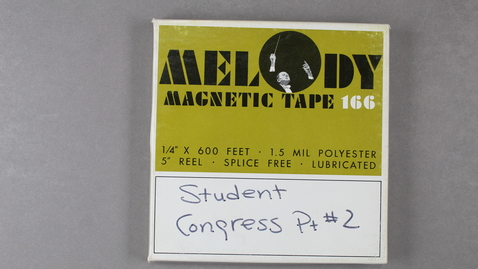 MELODY
MAGNETIC TAPE 166
1/4" X 600 FEET · 1.5 MIL POLYESTER
5" REEL · SPLICE FREE · LUBRICATED
Student
Congress Pt #2